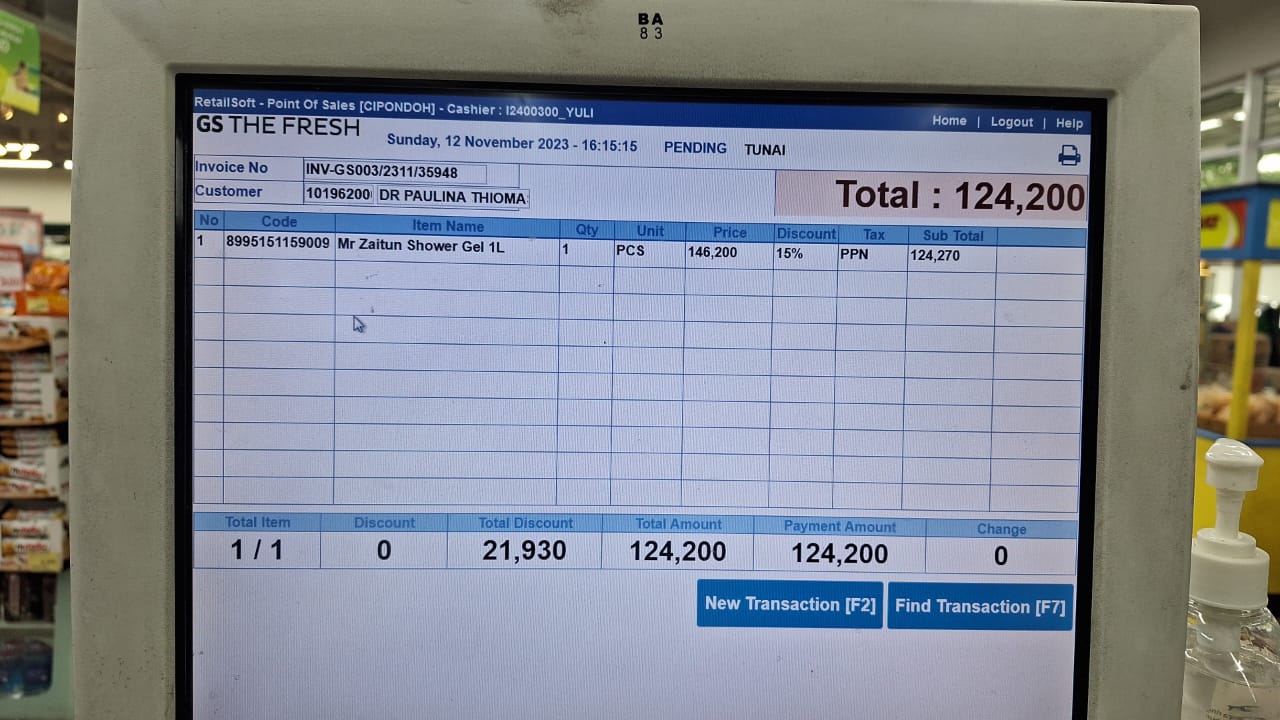 BA
83
RetailSoft - Point Of Sales [CIPONDOH] - Cashier : I2400300_YULI
Home | Logout | Help
GS THE FRESH
Sunday, 12 November 2023 - 16:15:15 PENDING TUNAI
Invoice No INV-GS003/2311/35948
Customer 10196200 DR PAULINA THIOMA
Total : 124,200
No Code Item Name Qty Unit Price Discount Tax Sub Total
1 8995151159009 Mr Zaitun Shower Gel 1L 1 PCS 146,200 15% PPN 124,270
Total Item Discount Total Discount Total Amount Payment Amount Change
1 / 1 0 21,930 124,200 124,200 0
New Transaction [F2] Find Transaction [F7]